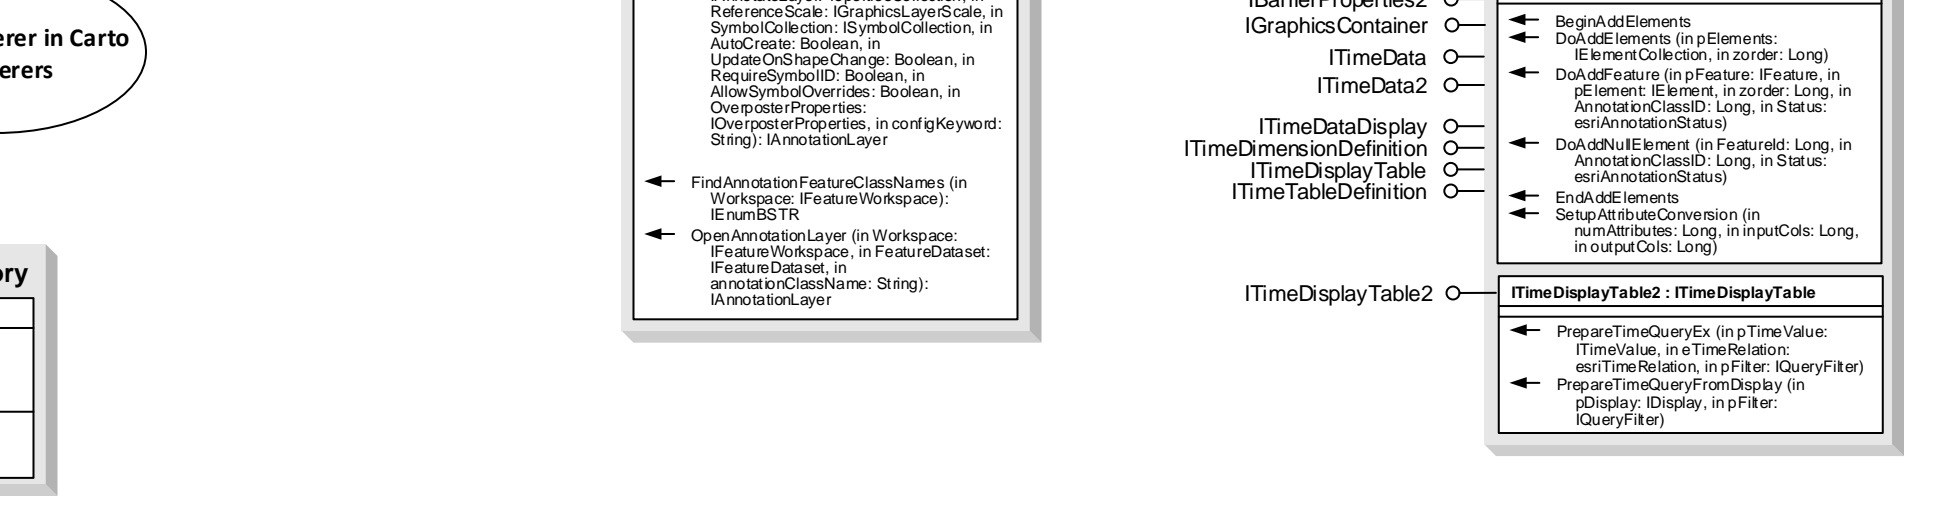 erer in Carto
erers
ory
ReferenceScale: IGraphicsLayerScale, in
SymbolCollection: ISymbolCollection, in
AutoCreate: Boolean, in
UpdateOnShapeChange: Boolean, in
RequireSymbolID: Boolean, in
AllowSymbolOverrides: Boolean, in
OverposterProperties:
IOverposterProperties, in configKeyword:
String): IAnnotationLayer
FindAnnotationFeatureClassNames (in
Workspace: IFeatureWorkspace):
IEnumBSTR
OpenAnnotationLayer (in Workspace:
IFeatureWorkspace, in FeatureDataset:
IFeatureDataset, in
annotationClassName: String):
IAnnotationLayer
IBarrierProperties2
IGraphicsContainer
ITimeData
ITimeData2
ITimeDataDisplay
ITimeDimensionDefinition
ITimeDisplayTable
ITimeTableDefinition
BeginAddElements
DoAddElements (in pElements:
IElementCollection, in zorder: Long)
DoAddFeature (in pFeature: IFeature, in
pElement: IElement, in zorder: Long, in
AnnotationClassID: Long, in Status:
esriAnnotationStatus)
DoAddNullElement (in FeatureId: Long, in
AnnotationClassID: Long, in Status:
esriAnnotationStatus)
EndAddElements
SetupAttributeConversion (in
numAttributes: Long, in inputCols: Long,
in outputCols: Long)
ITimeDisplayTable2
ITimeDisplayTable2 : ITimeDisplayTable
PrepareTimeQueryEx (in pTimeValue:
ITimeValue, in eTimeRelation:
esriTimeRelation, in pFilter: IQueryFilter)
PrepareTimeQueryFromDisplay (in
pDisplay: IDisplay, in pFilter:
IQueryFilter)